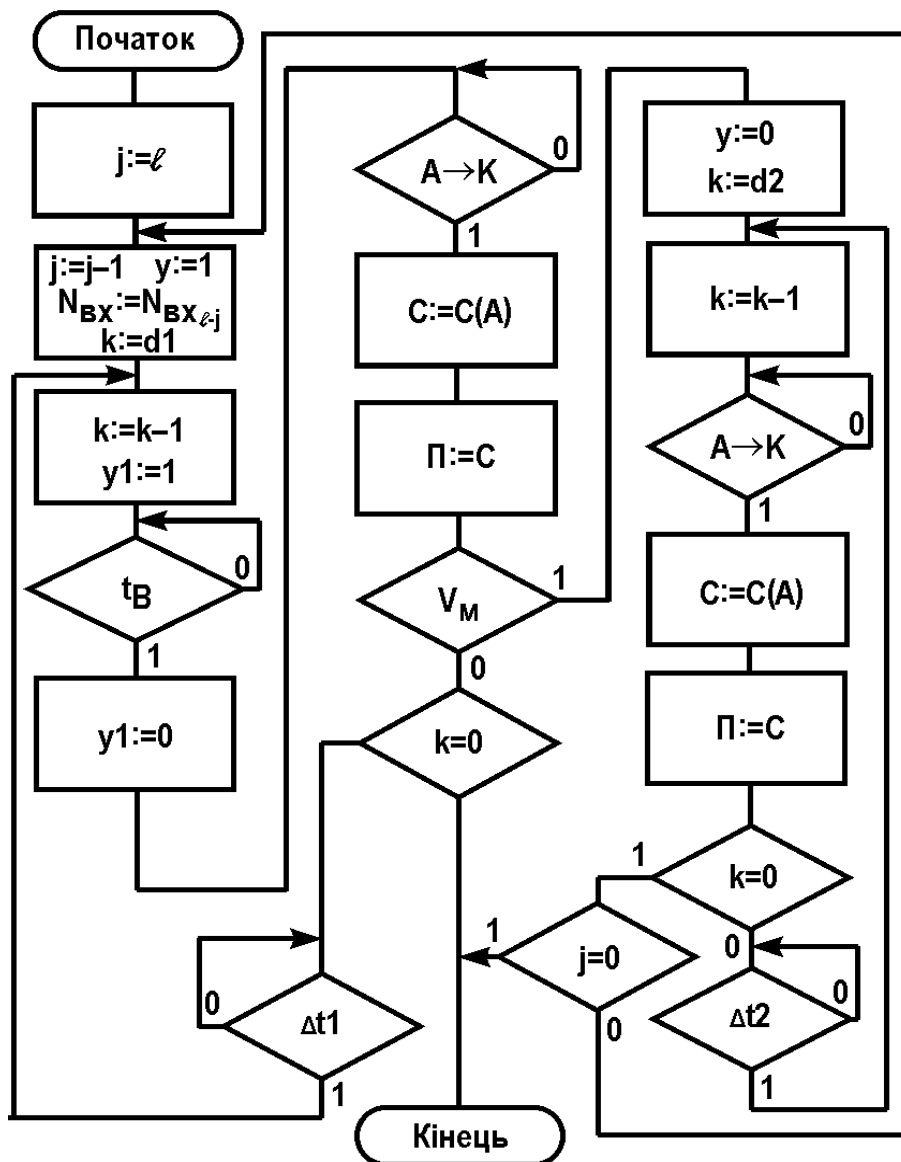 Початок
j:=ℓ
j:=j–1 y:=1
NВХ:=NВХℓ-j
k:=d1
k:=k–1
y1:=1
tВ
0
1
y1:=0
A→K
0
1
C:=C(A)
П:=C
VМ
1
0
k=0
Δt1
0
1
Кінець
y:=0
k:=d2
k:=k–1
A→K
0
1
C:=C(A)
П:=C
k=0
1
0
j=0
1
0
Δt2
0
1